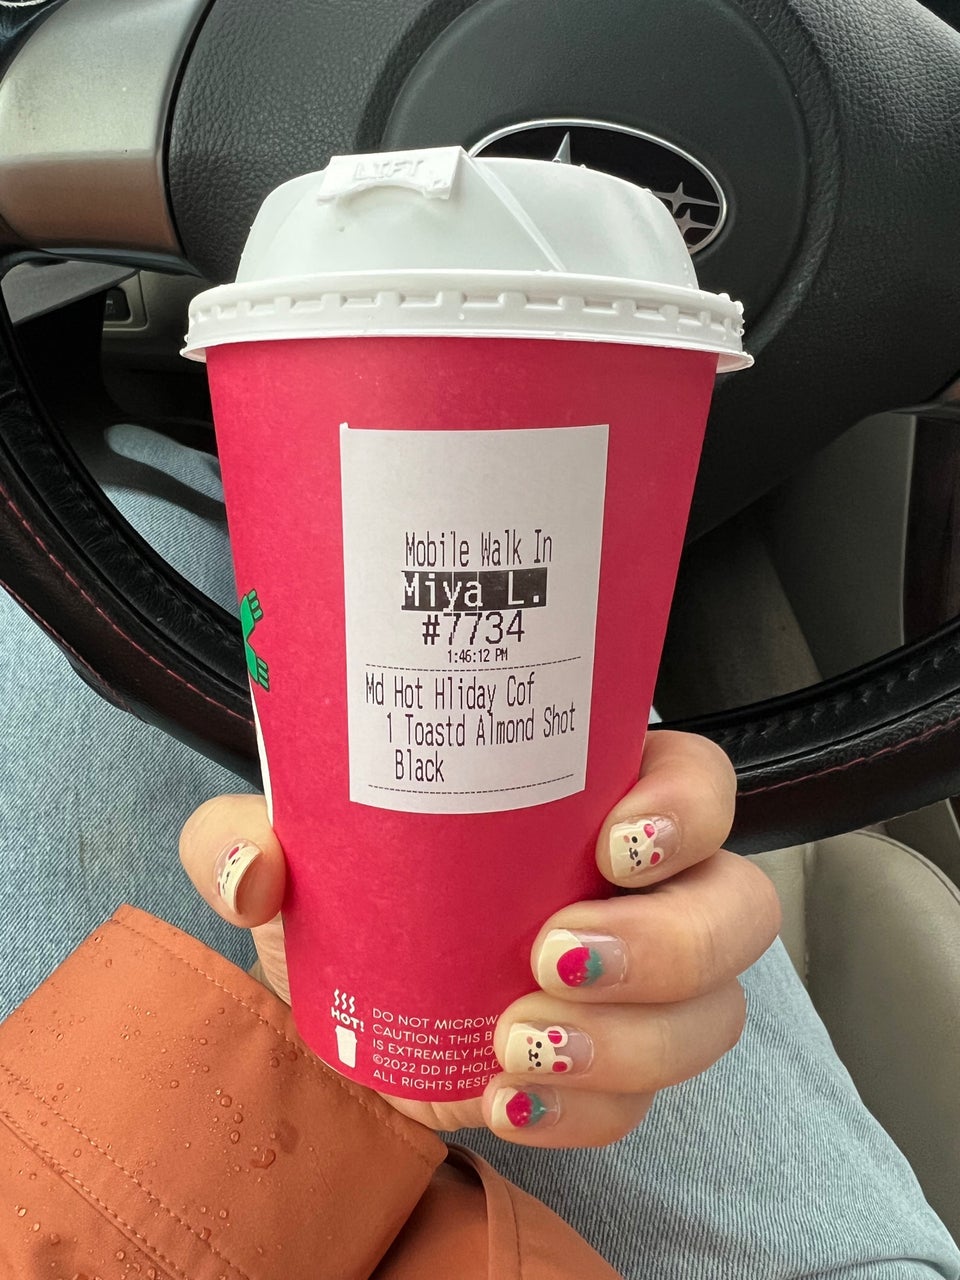 LIFT
Mobile Walk In
Miya L.
#7734
1:46:12 PM
Md Hot Hliday Cof
1 Toastd Almond Shot
Black
HOT!
DO NOT MICROW
CAUTION: THIS B
IS EXTREMELY HO
©2022 DD IP HOLD
ALL RIGHTS RESER